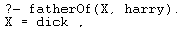 ?- fatherOf(X, harry).
X = dick ,